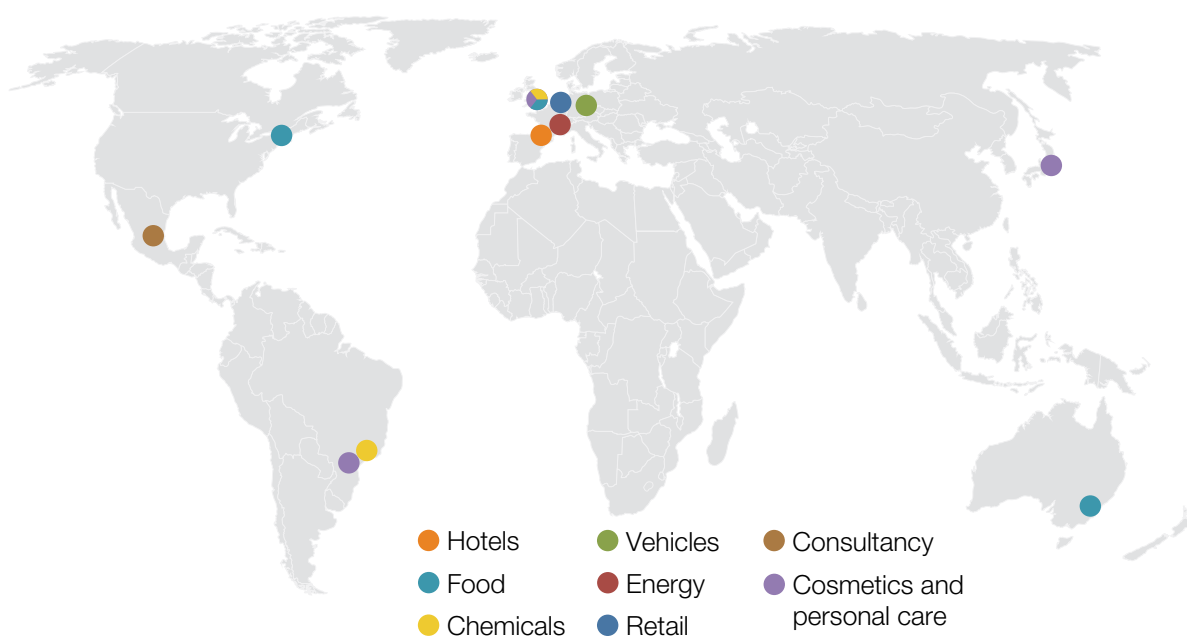 Hotels
Food
Chemicals
Vehicles
Energy
Retail
Consultancy
Cosmetics and
personal care